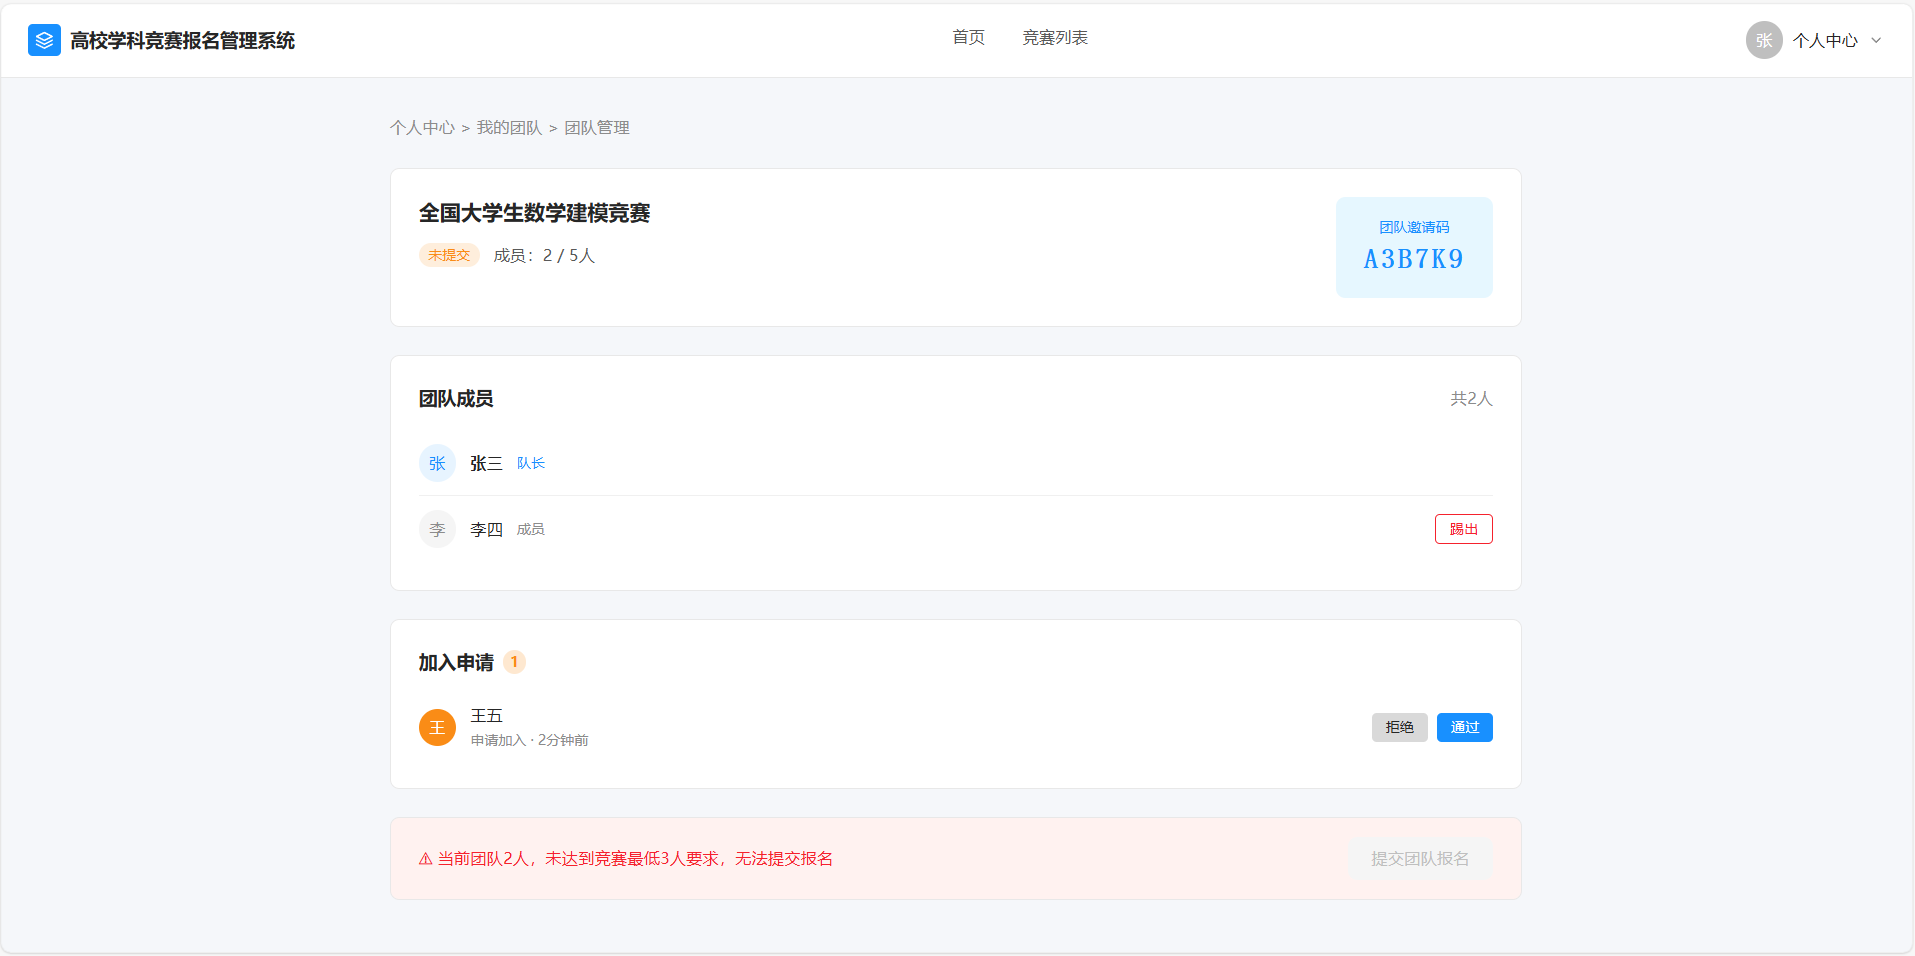 高校学科竞赛报名管理系统
首页 竞赛列表
张 个人中心
个人中心 > 我的团队 > 团队管理
全国大学生数学建模竞赛
未提交 成员：2 / 5人
团队邀请码
A3B7K9
团队成员 共2人
张 张三 队长
李 李四 成员 踢出
加入申请 1
王 王五
申请加入 · 2分钟前
拒绝 通过
⚠ 当前团队2人，未达到竞赛最低3人要求，无法提交报名 提交团队报名